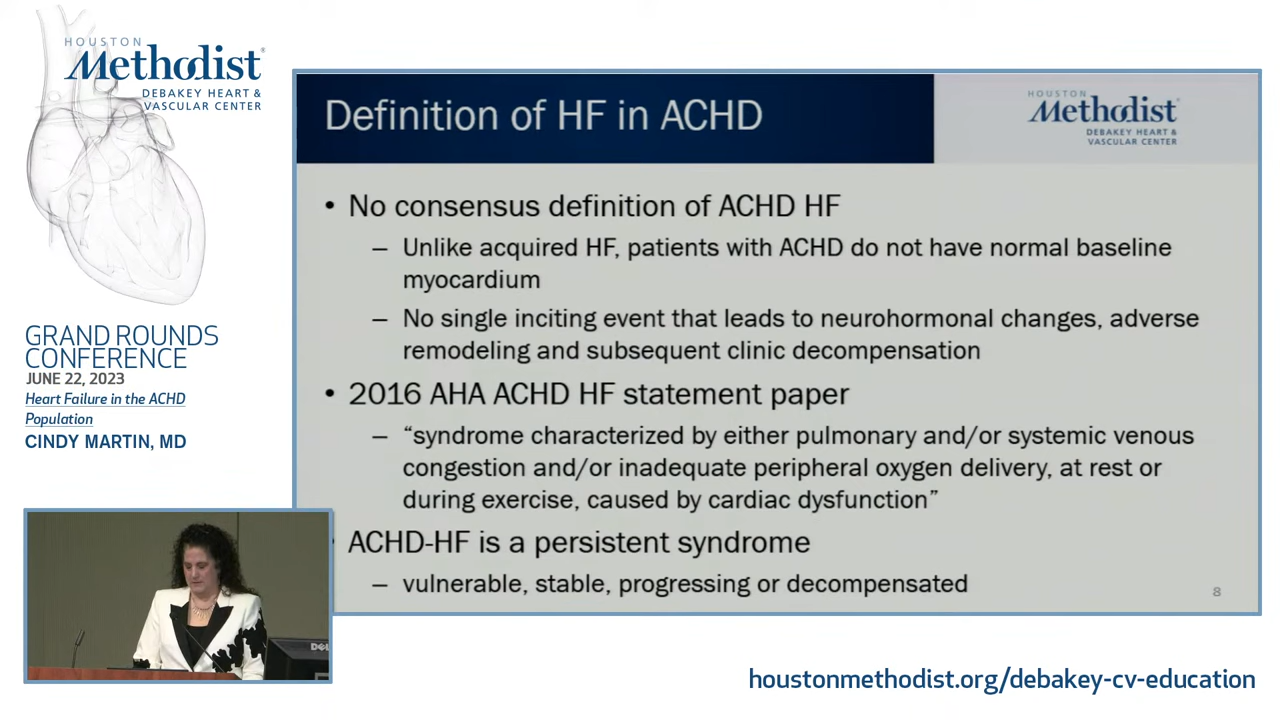 HOUSTON
Methodist
DEBAKEY HEART &
VASCULAR CENTER
GRAND ROUNDS
CONFERENCE
JUNE 22, 2023
Heart Failure in the ACHD
Population
CINDY MARTIN, MD
Definition of HF in ACHD
HOUSTON
Methodist
DEBAKEY HEART &
VASCULAR CENTER
• No consensus definition of ACHD HF
– Unlike acquired HF, patients with ACHD do not have normal baseline
myocardium
– No single inciting event that leads to neurohormonal changes, adverse
remodeling and subsequent clinic decompensation
• 2016 AHA ACHD HF statement paper
– “syndrome characterized by either pulmonary and/or systemic venous
congestion and/or inadequate peripheral oxygen delivery, at rest or
during exercise, caused by cardiac dysfunction”
ACHD-HF is a persistent syndrome
– vulnerable, stable, progressing or decompensated
8
houstonmethodist.org/debakey-cv-education